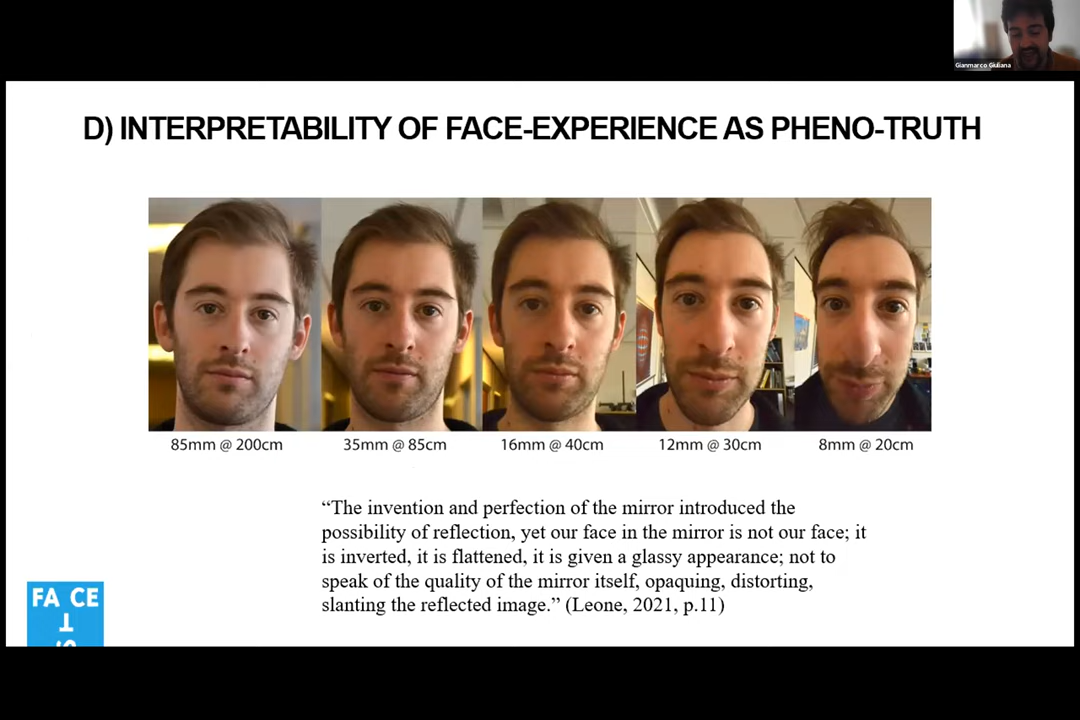 Gianmarco Giuliana
D) INTERPRETABILITY OF FACE-EXPERIENCE AS PHENO-TRUTH
85mm @ 200cm
35mm @ 85cm
16mm @ 40cm
12mm @ 30cm
8mm @ 20cm
“The invention and perfection of the mirror introduced the
possibility of reflection, yet our face in the mirror is not our face; it
is inverted, it is flattened, it is given a glassy appearance; not to
speak of the quality of the mirror itself, opaquing, distorting,
slanting the reflected image.” (Leone, 2021, p.11)
FA CE